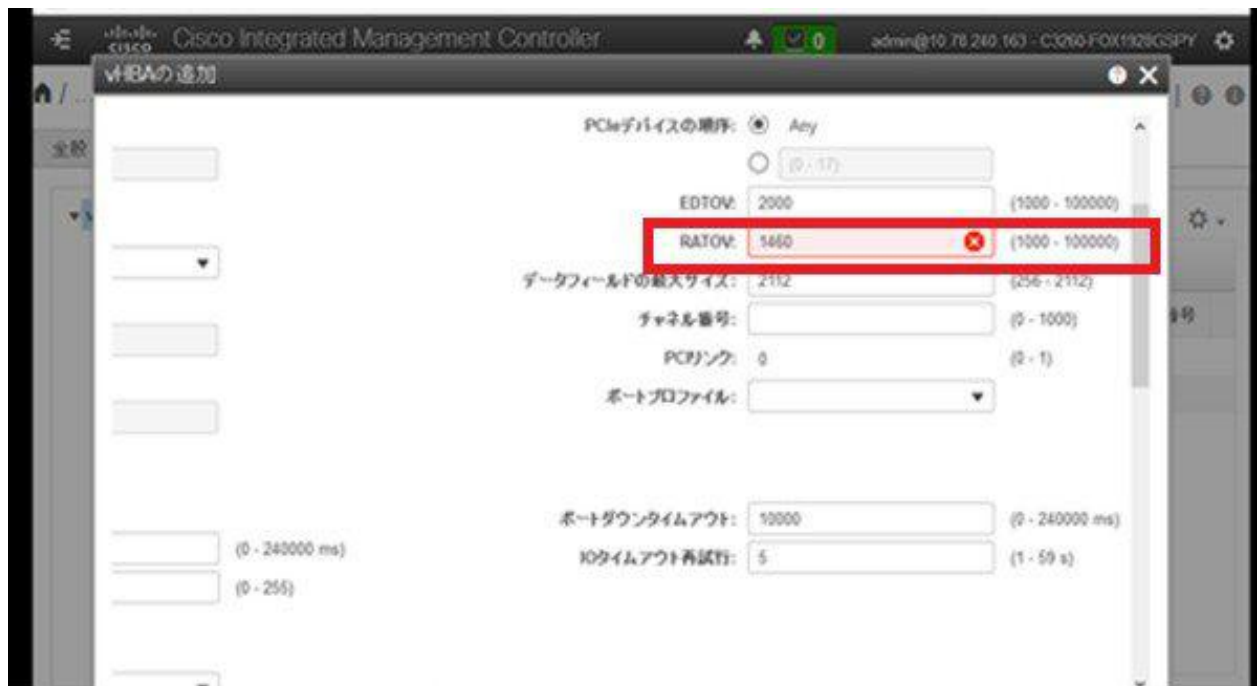 cisco Cisco Integrated Management Controller 0 admin@10.78.240.163 - C3260-FOX1928GSPY
vHBAの追加
/ ...
全般
PCIeデバイスの順序: Any
(0 - 17)
EDTOV: 2000 (1000 - 100000)
RATOV: 1460 (1000 - 100000)
データフィールドの最大サイズ: 2112 (256 - 2112)
チャネル番号: (0 - 1000)
番号
PCIリンク: 0 (0 - 1)
ポートプロファイル:
ポートダウンタイムアウト: 10000 (0 - 240000 ms)
(0 - 240000 ms) IOタイムアウト再試行: 5 (1 - 59 s)
(0 - 255)